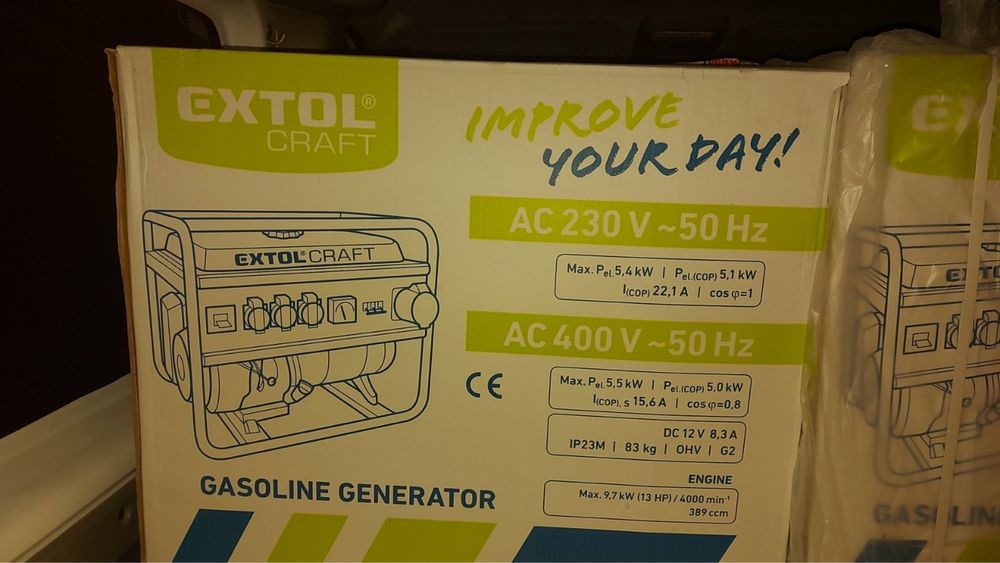 EXTOL®
CRAFT
IMPROVE
YOUR DAY!
AC 230 V ~50 Hz
EXTOL® CRAFT
Max. Pel. 5,4 kW | Pel.(COP) 5,1 kW
I(COP) 22,1 A | cos φ=1
AC 400 V ~50 Hz
CE
Max. Pel. 5,5 kW | Pel.(COP) 5,0 kW
I(COP), S 15,6 A | cos φ=0,8
DC 12 V 8,3 A
IP23M | 83 kg | OHV | G2
GASOLINE GENERATOR
ENGINE
Max. 9,7 kW (13 HP) / 4000 min⁻¹
389 ccm
EX
EXT
GASOLIN